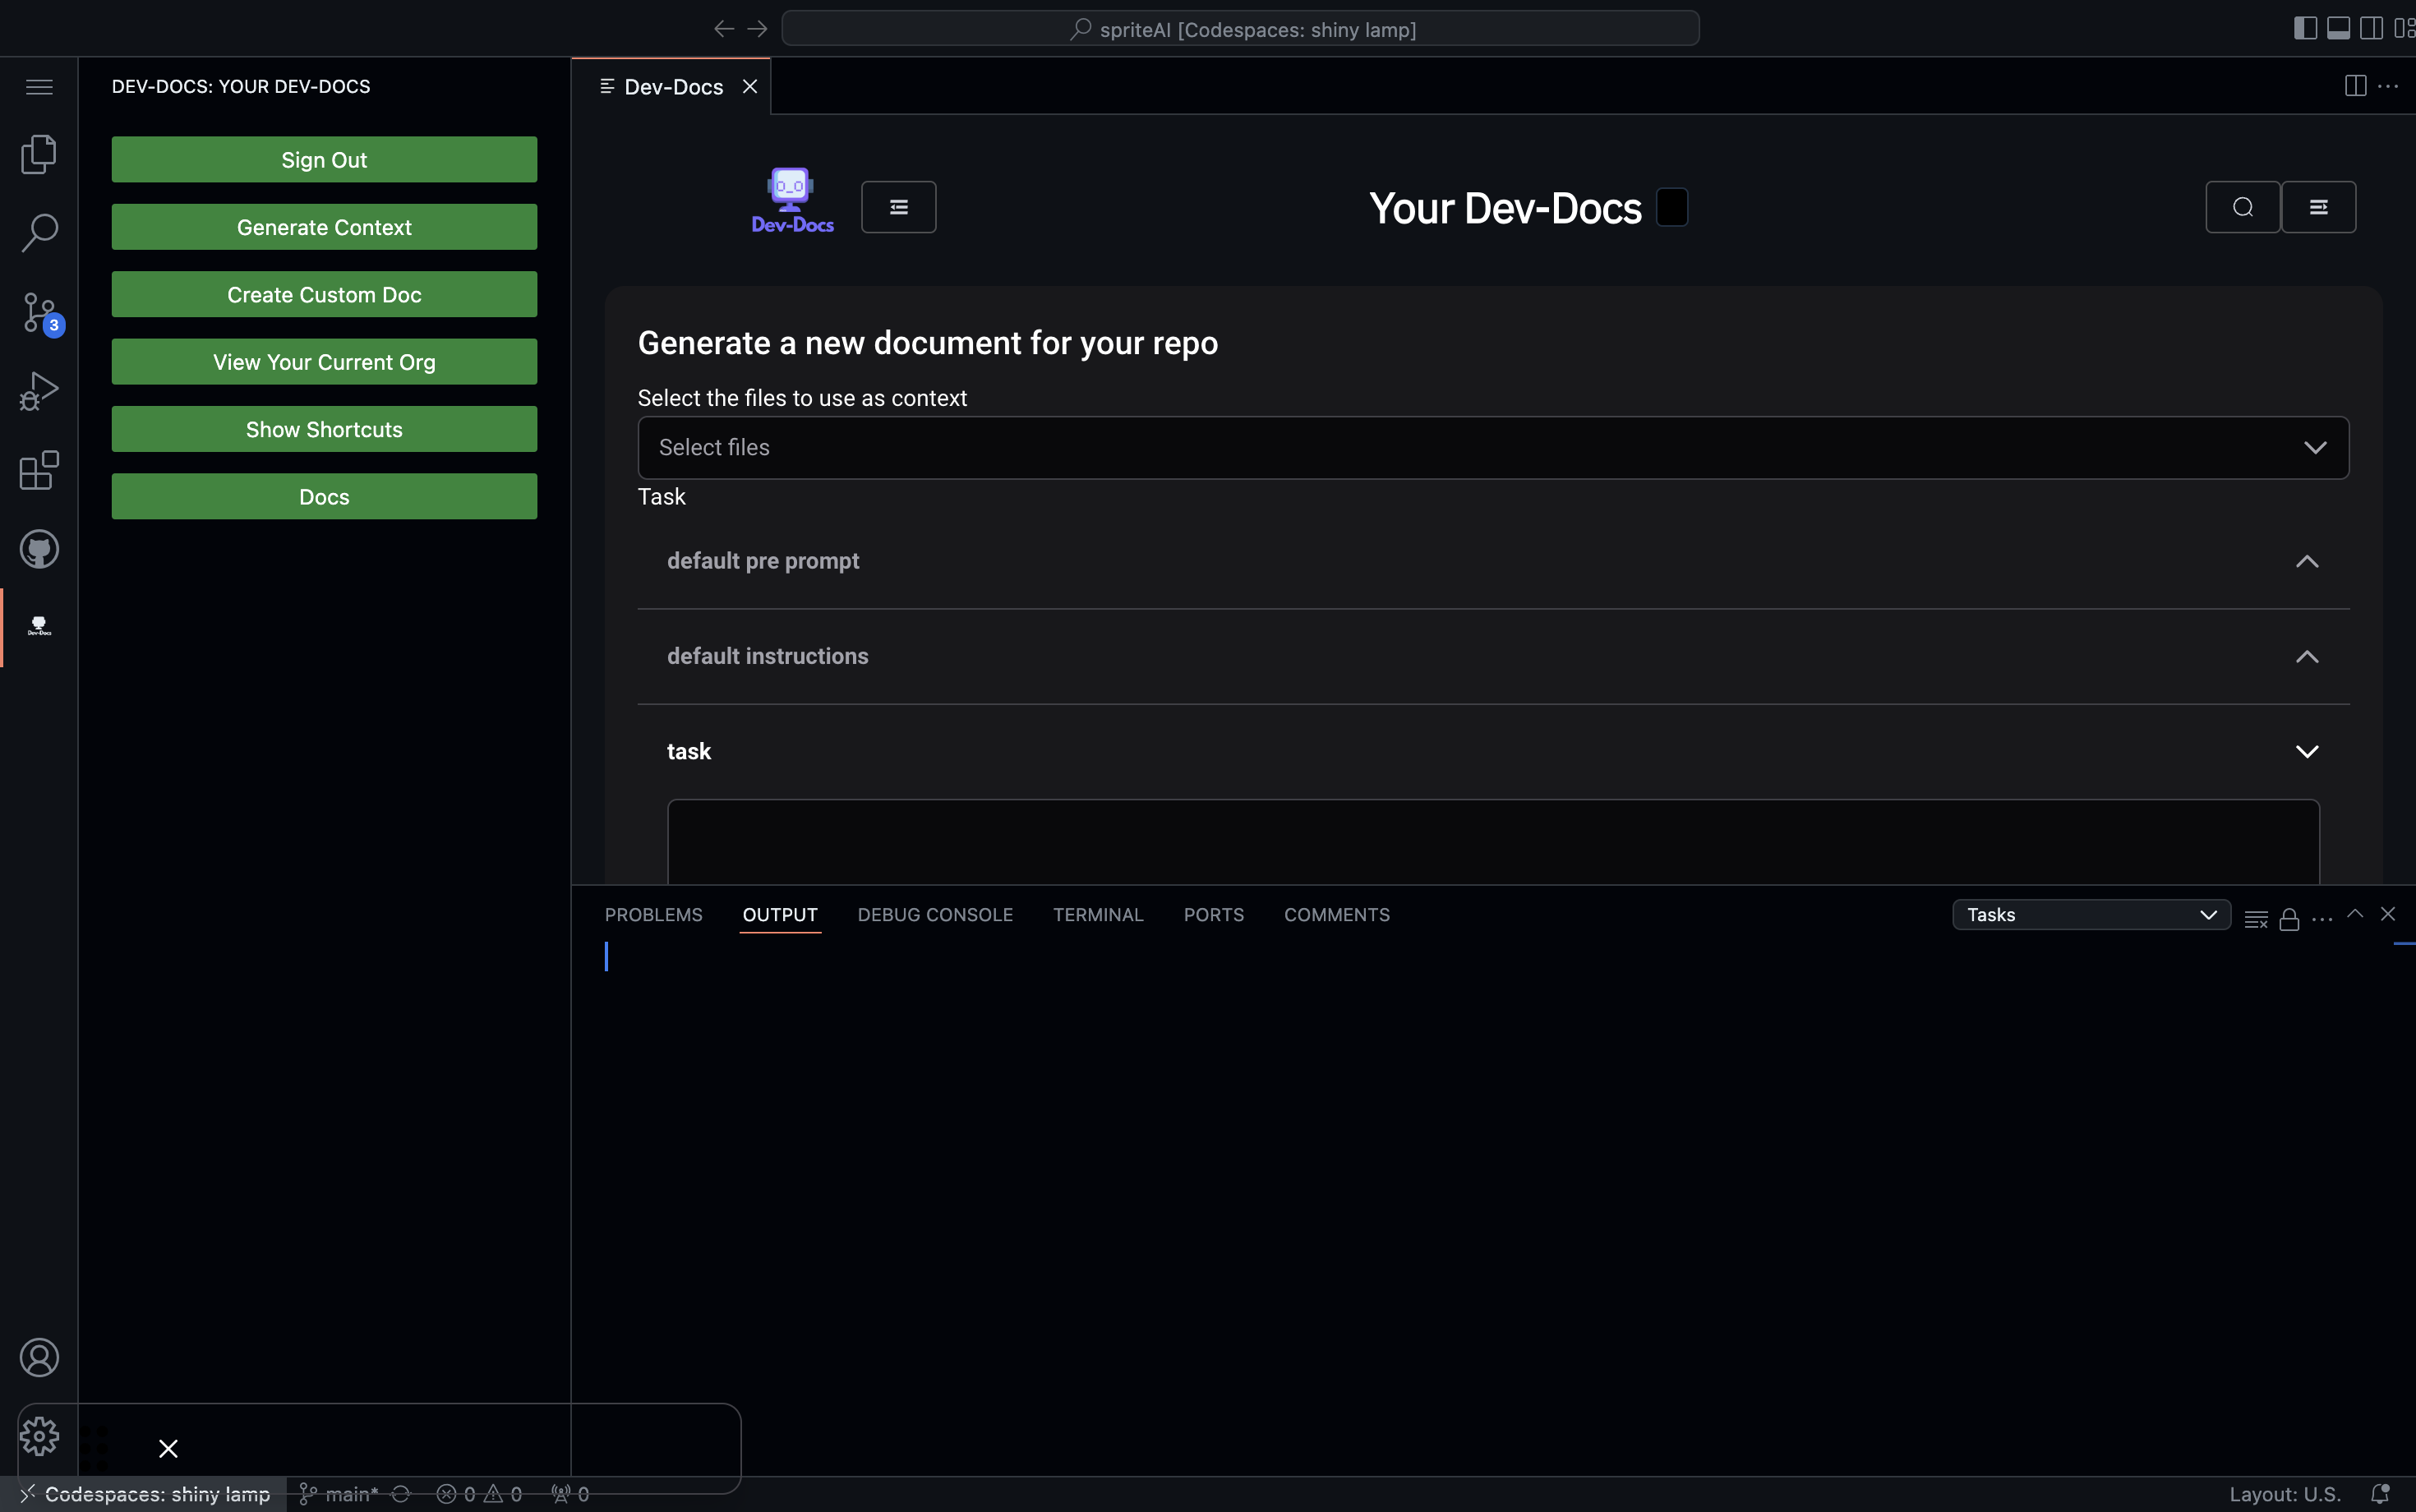 spriteAI [Codespaces: shiny lamp]
DEV-DOCS: YOUR DEV-DOCS
Sign Out
Generate Context
Create Custom Doc
View Your Current Org
Show Shortcuts
Docs
3
Dev-Docs
Dev-Docs
o_o
Dev-Docs
Your Dev-Docs
Generate a new document for your repo
Select the files to use as context
Select files
Task
default pre prompt
default instructions
task
PROBLEMS OUTPUT DEBUG CONSOLE TERMINAL PORTS COMMENTS
Tasks
Codespaces: shiny lamp main* 0 0 0
Layout: U.S.